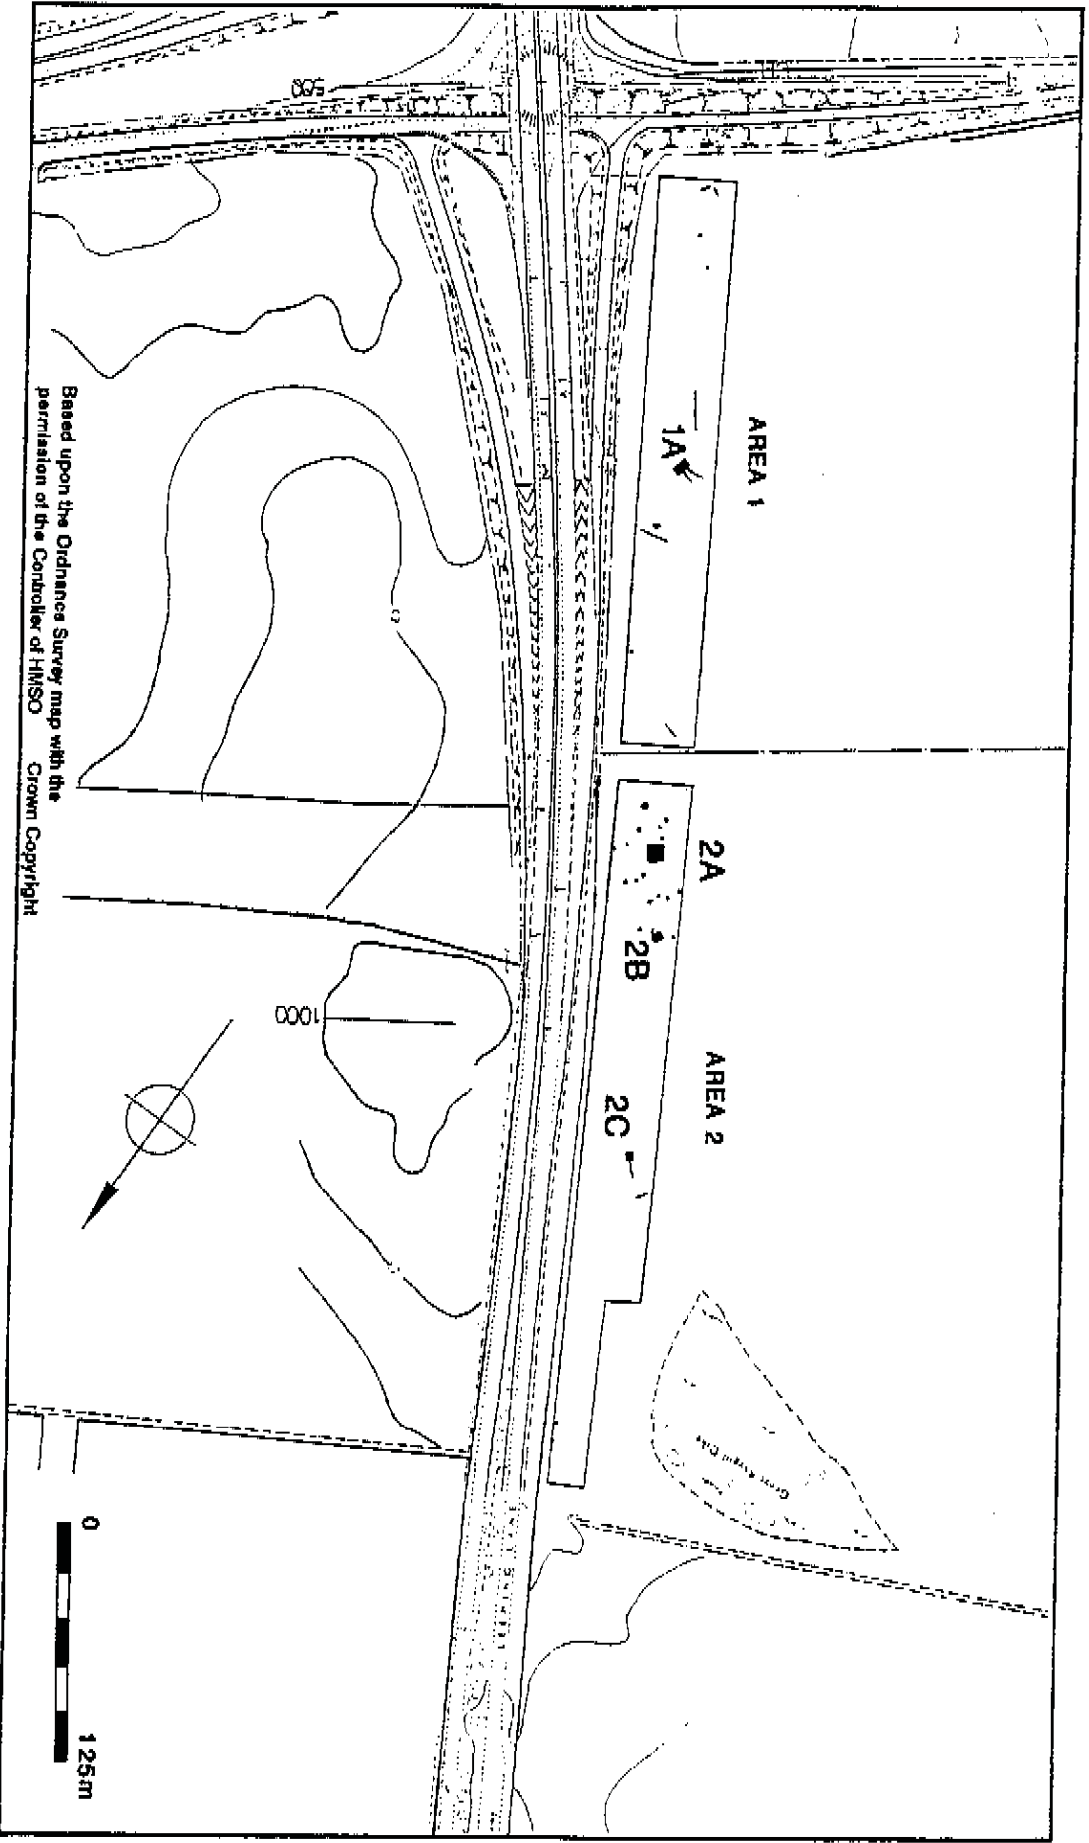 AREA 1
1A
2A
2B
AREA 2
2C
500
1000
Based upon the Ordnance Survey map with the
permission of the Controller of HMSO Crown Copyright
0 125m